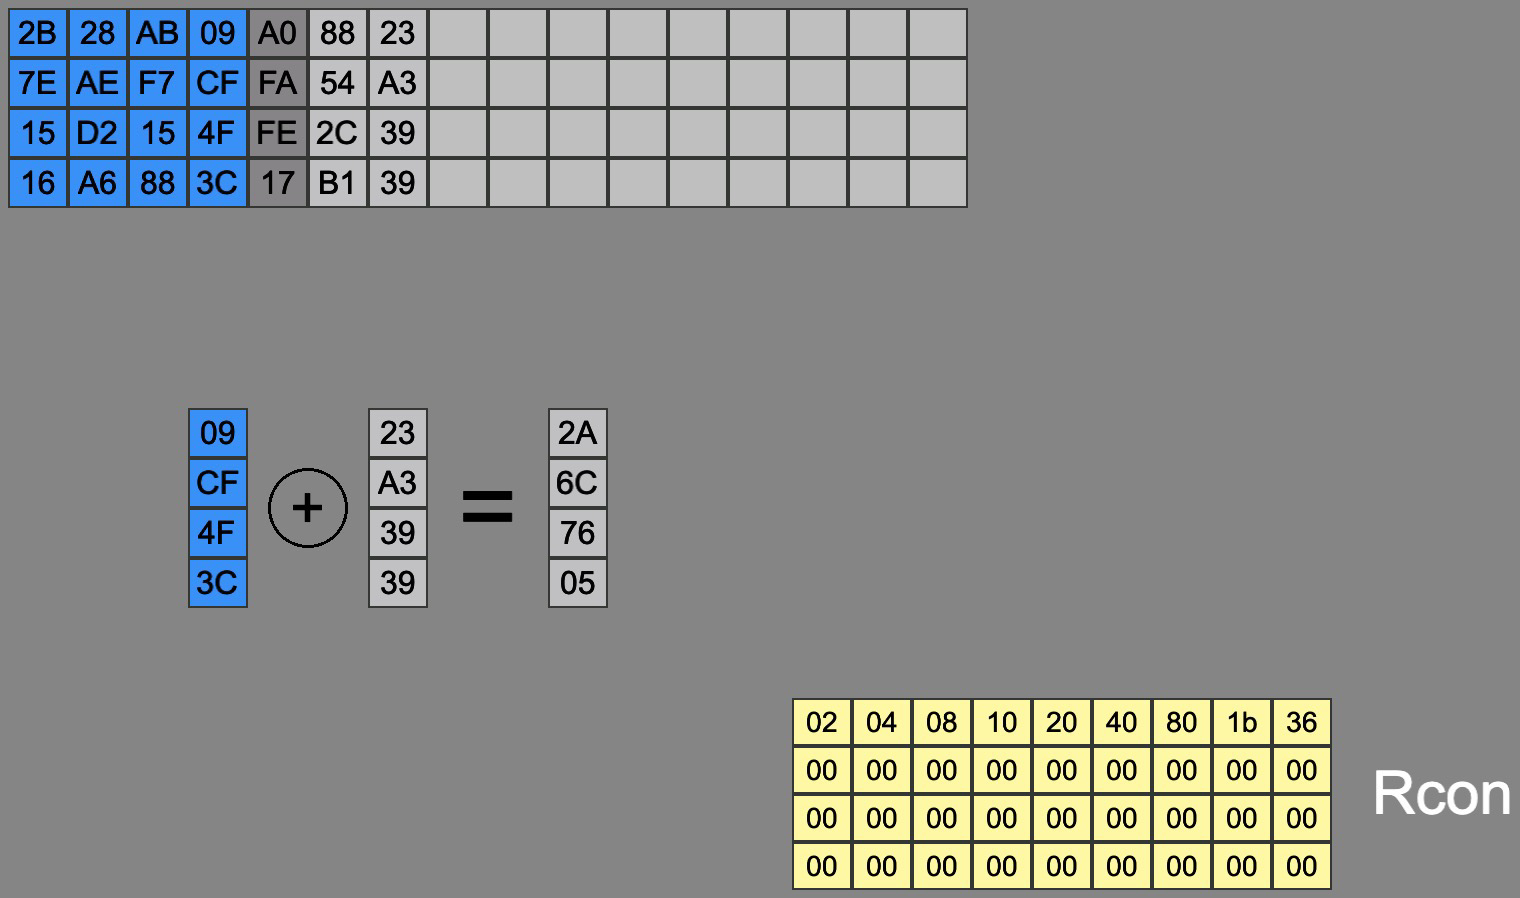 2B 28 AB 09 A0 88 23
7E AE F7 CF FA 54 A3
15 D2 15 4F FE 2C 39
16 A6 88 3C 17 B1 39
09 23 2A
CF + A3 = 6C
4F 39 76
3C 39 05
02 04 08 10 20 40 80 1b 36
00 00 00 00 00 00 00 00 00
Rcon
00 00 00 00 00 00 00 00 00
00 00 00 00 00 00 00 00 00